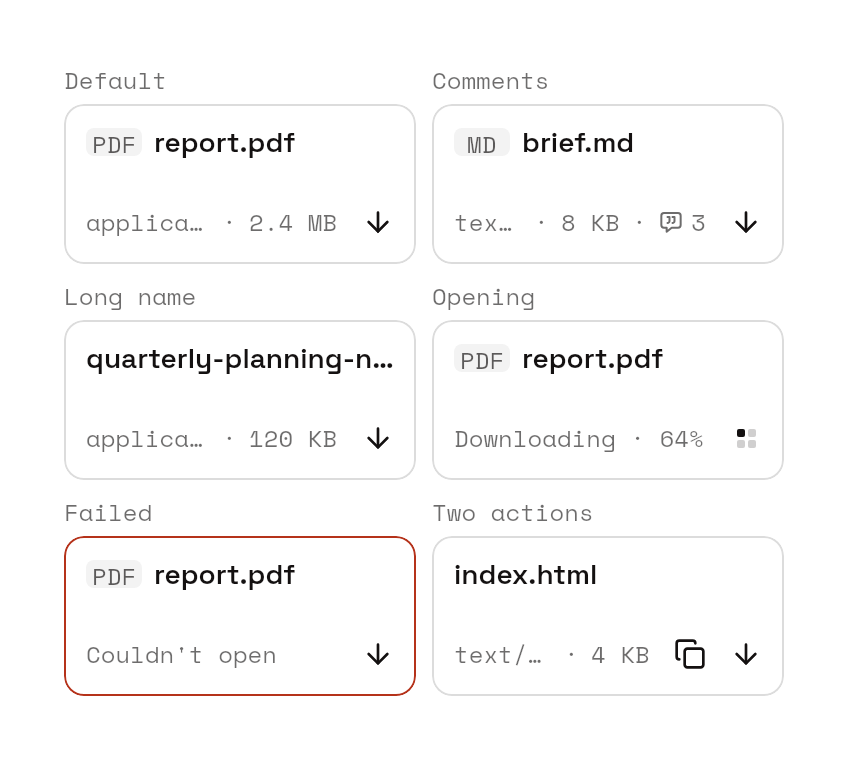 Default
PDF report.pdf
applica… · 2.4 MB
Comments
MD brief.md
tex… · 8 KB · 3
Long name
quarterly-planning-n…
applica… · 120 KB
Opening
PDF report.pdf
Downloading · 64%
Failed
PDF report.pdf
Couldn't open
Two actions
index.html
text/… · 4 KB